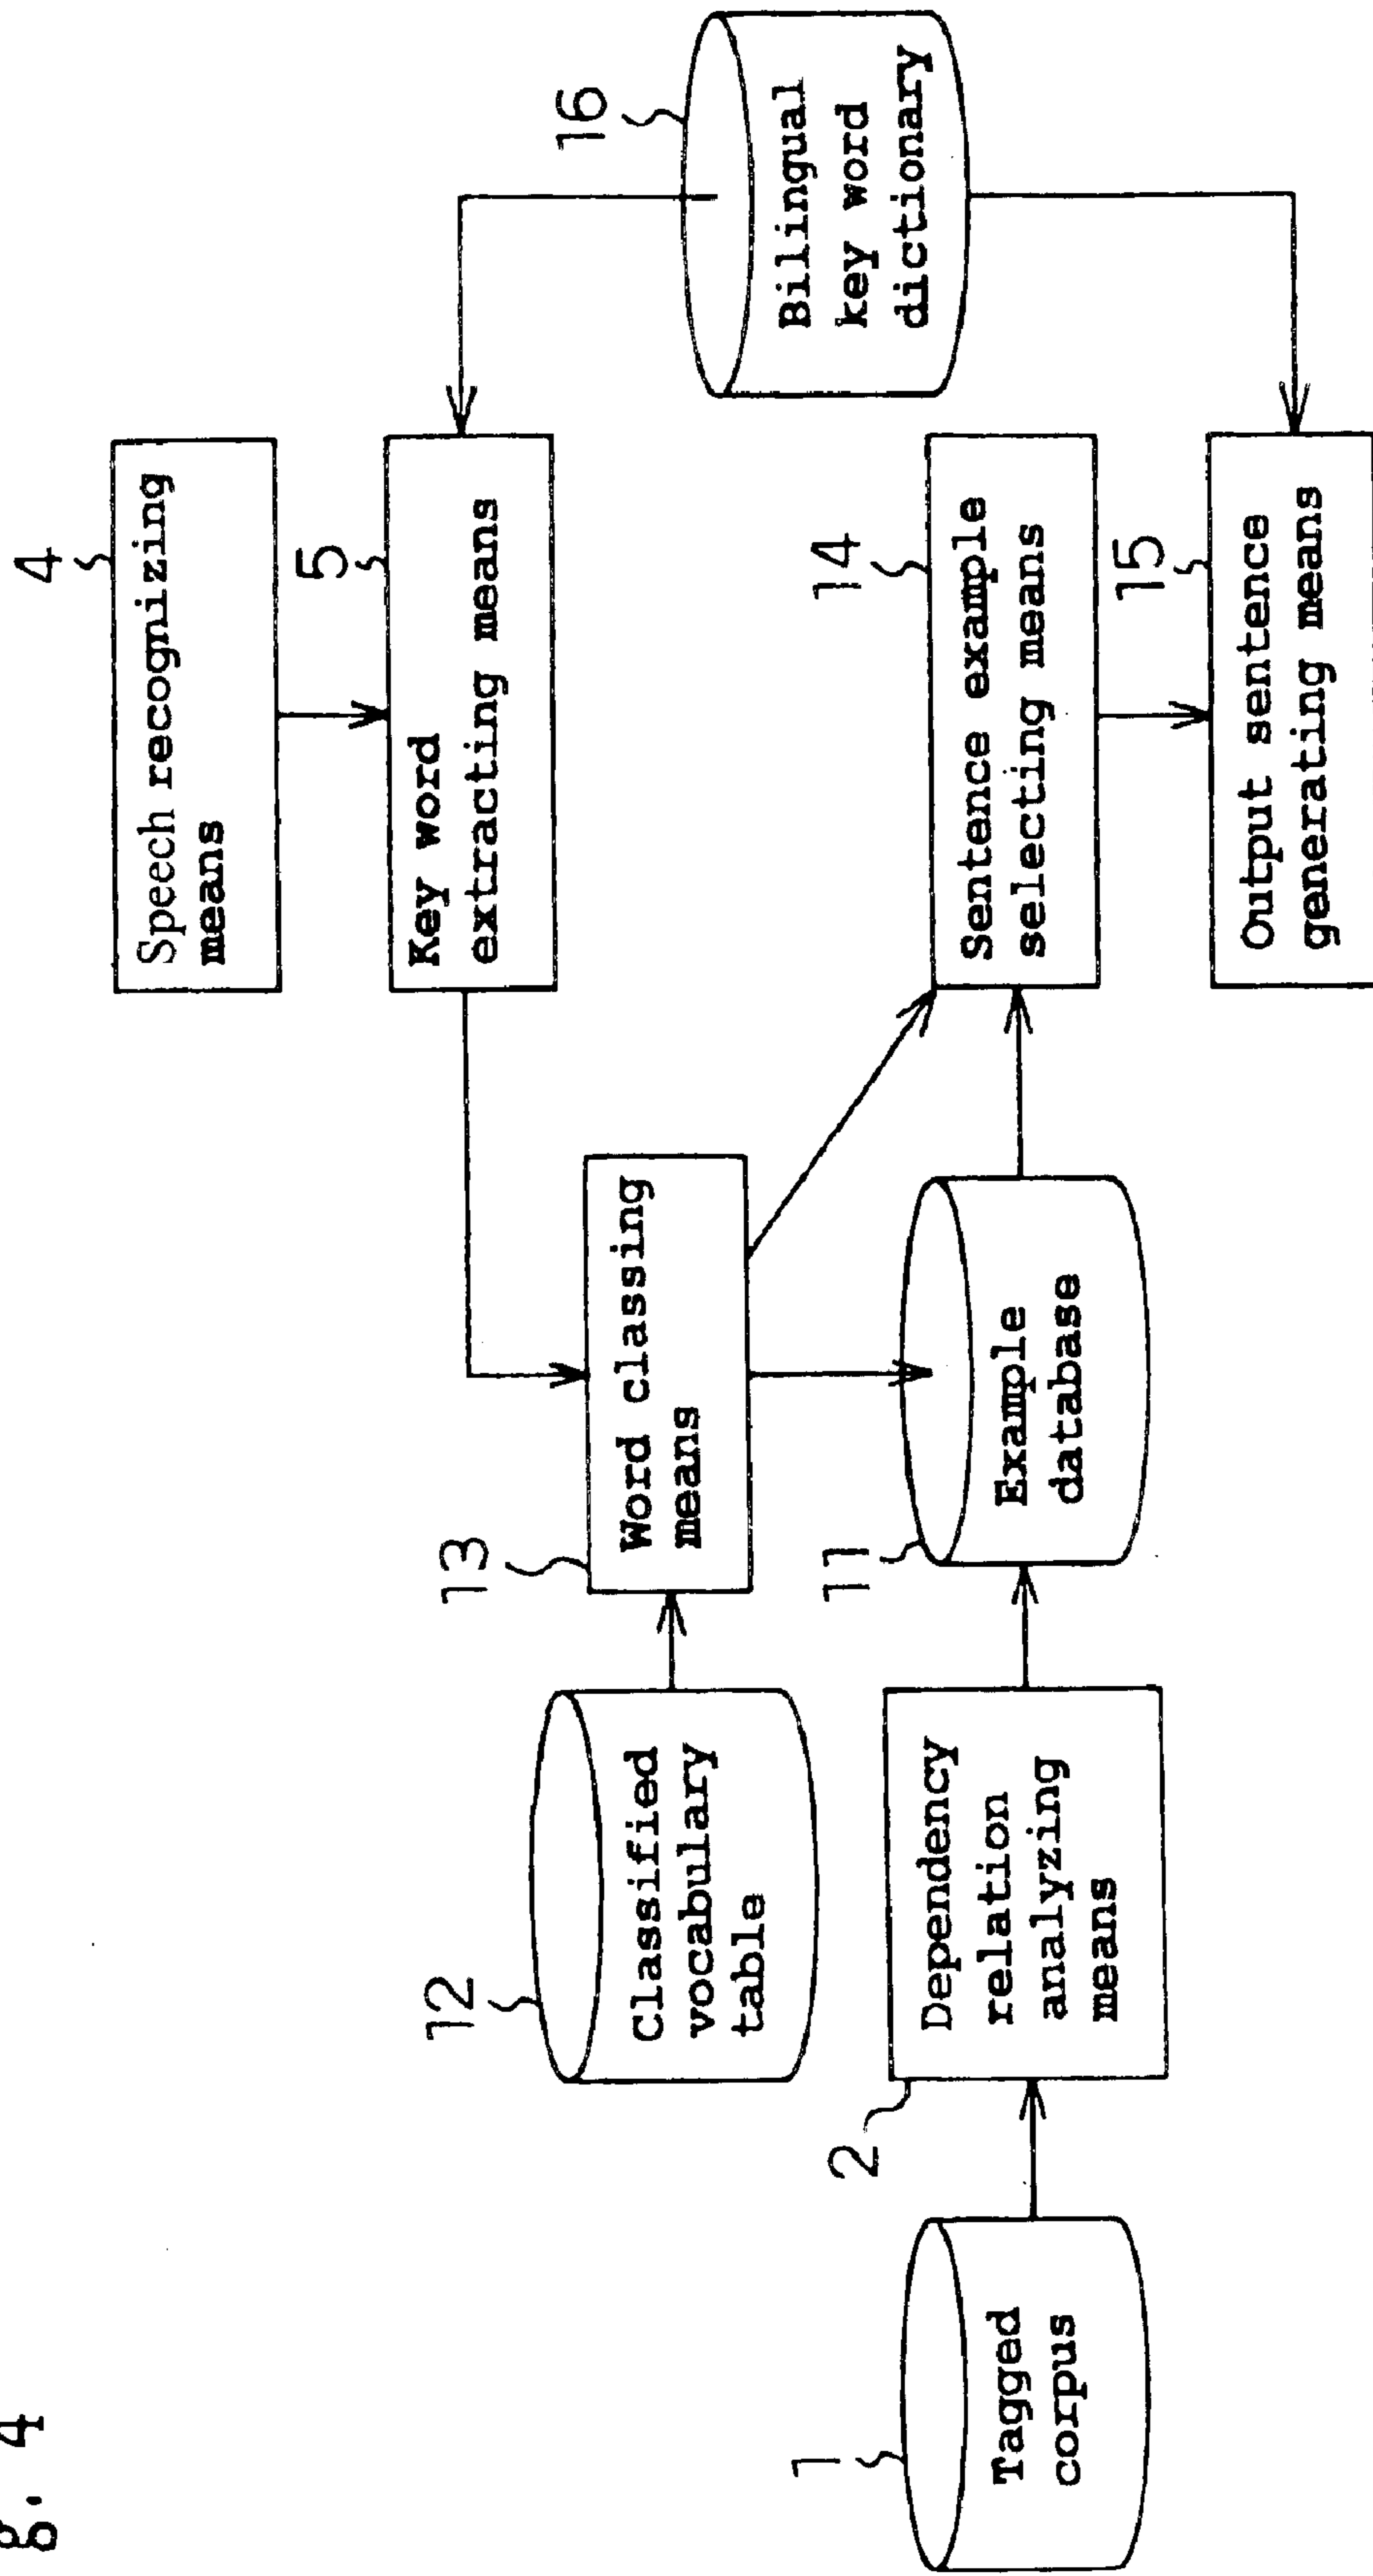 g. 4
4
Speech recognizing
means
5
Key word
extracting means
12
Classified
vocabulary
table
13
Word classing
means
16
Bilingual
key word
dictionary
1
Tagged
corpus
2
Dependency
relation
analyzing
means
11
Example
database
14
Sentence example
selecting means
15
Output sentence
generating means